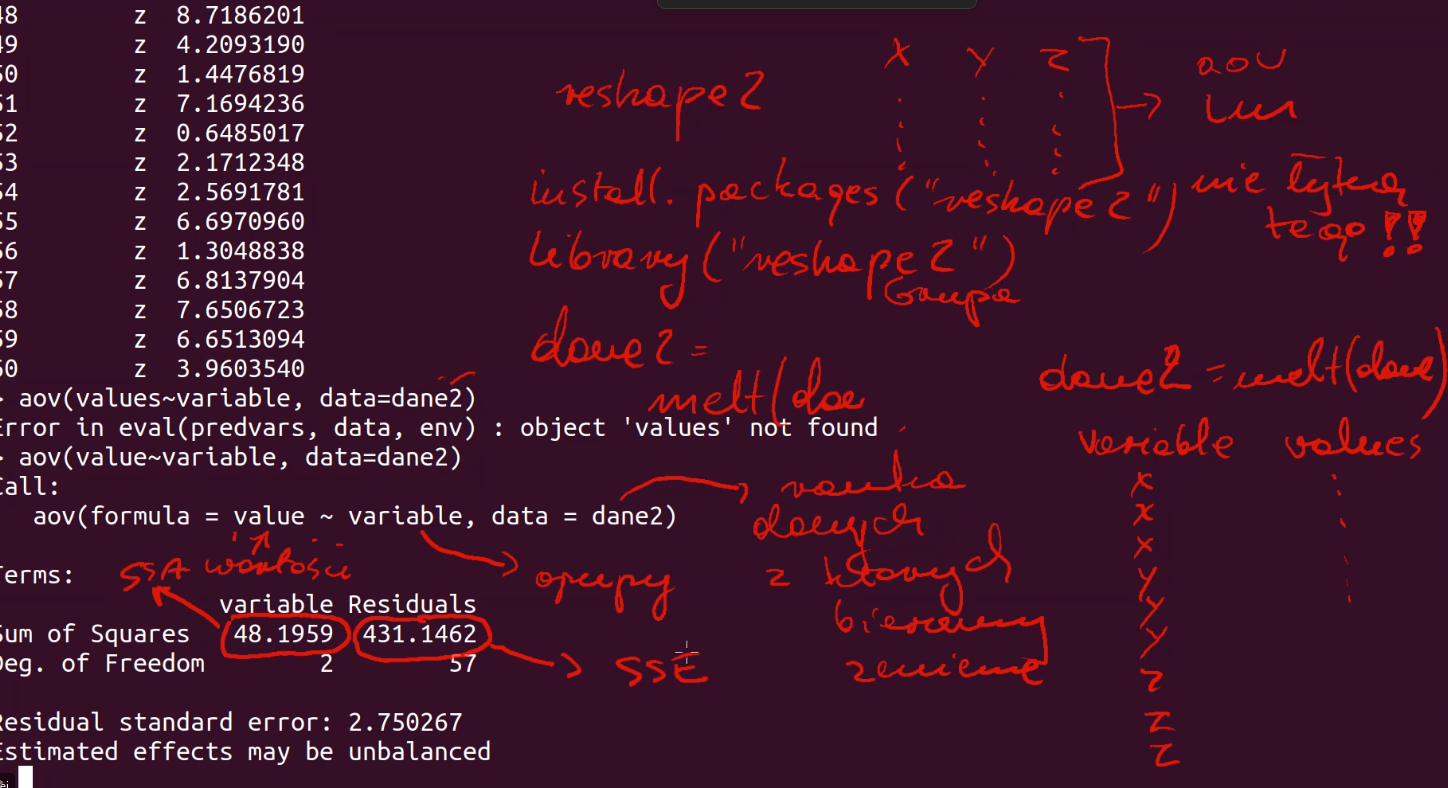 48 z 8.7186201
49 z 4.2093190
50 z 1.4476819
51 z 7.1694236
52 z 0.6485017
53 z 2.1712348
54 z 2.5691781
55 z 6.6970960
56 z 1.3048838
57 z 6.8137904
58 z 7.6506723
59 z 6.6513094
60 z 3.9603540
> aov(values~variable, data=dane2)
Error in eval(predvars, data, env) : object 'values' not found
> aov(value~variable, data=dane2)
Call:
aov(formula = value ~ variable, data = dane2)
Terms:
variable Residuals
Sum of Squares 48.1959 431.1462
Deg. of Freedom 2 57
Residual standard error: 2.750267
Estimated effects may be unbalanced
reshape2
X Y Z
aov
lm
install.packages("reshape2")
nie
tego !!
library("reshape2")
Grupa
dane2 =
melt(da
dane2 = melt(dane)
variable values
x
x
x
y
y
y
z
z
z
SSA wartości
grupy
ramka
danych
z których
bierzemy
zmienne
SSE